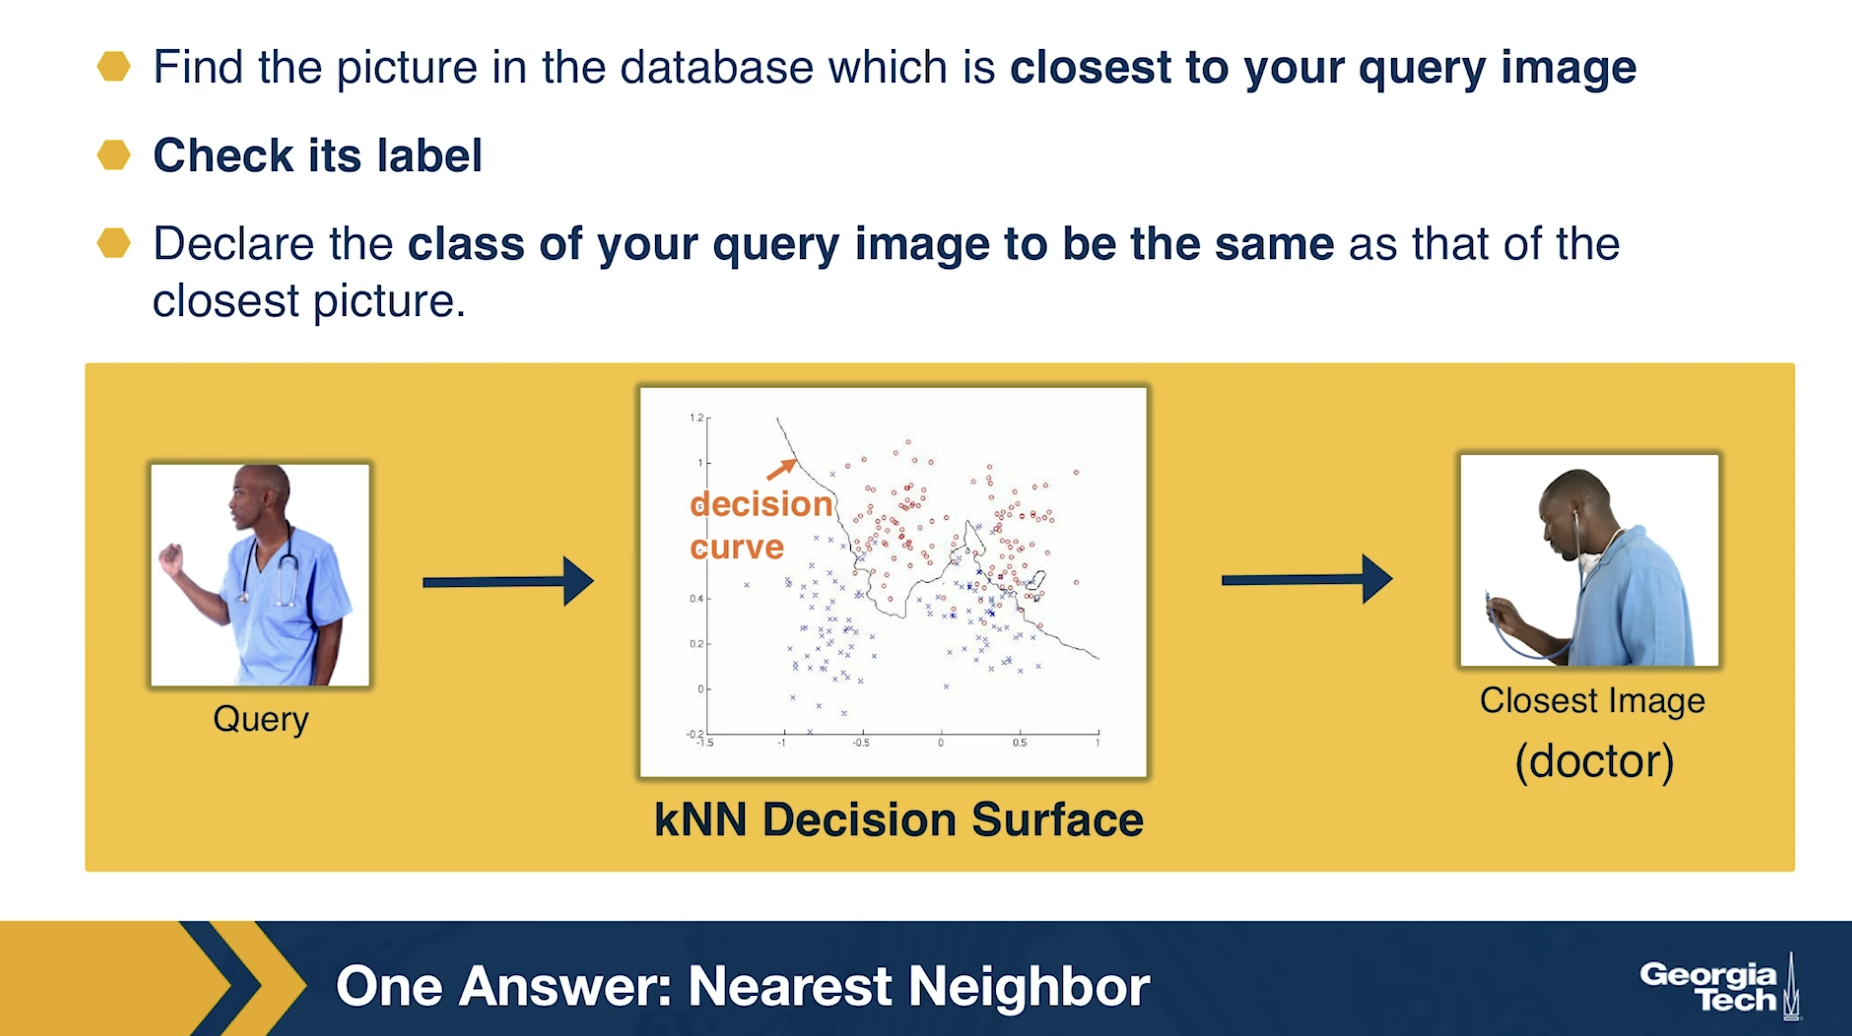 Find the picture in the database which is closest to your query image
Check its label
Declare the class of your query image to be the same as that of the
closest picture.
1.2
1
decision
curve
0.4
0.2
0
-0.2
-1.5
-1
-0.5
0
0.5
1
Query
kNN Decision Surface
Closest Image
(doctor)
One Answer: Nearest Neighbor
Georgia
Tech